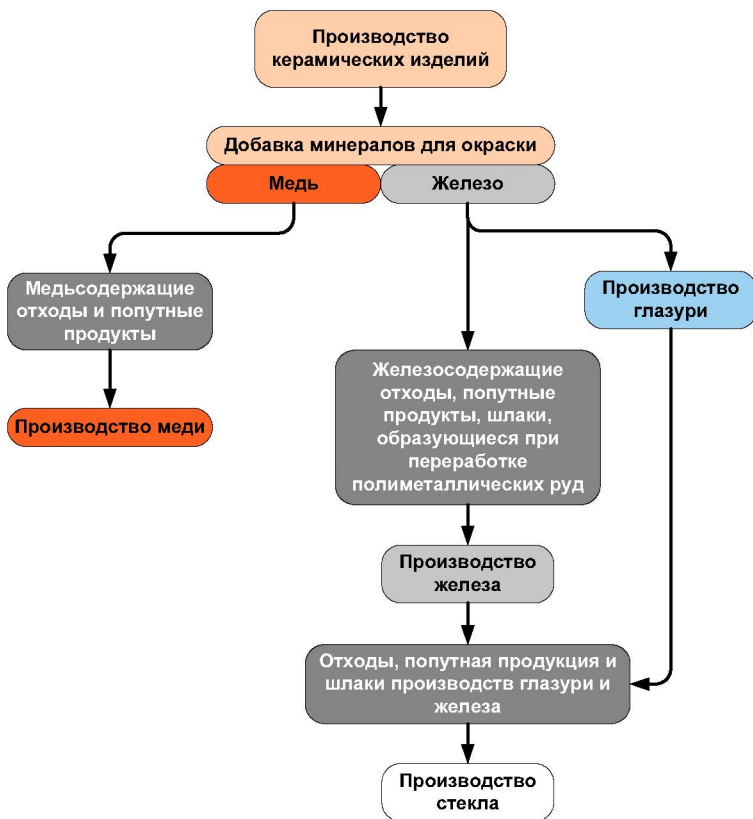 Производство
керамических изделий
Добавка минералов для окраски
Медь
Железо
Медьсодержащие
отходы и попутные
продукты
Производство
глазури
Железосодержащие
отходы, попутные
продукты, шлаки,
образующиеся при
переработке
полиметаллических руд
Производство меди
Производство
железа
Отходы, попутная продукция и
шлаки производств глазури и
железа
Производство
стекла